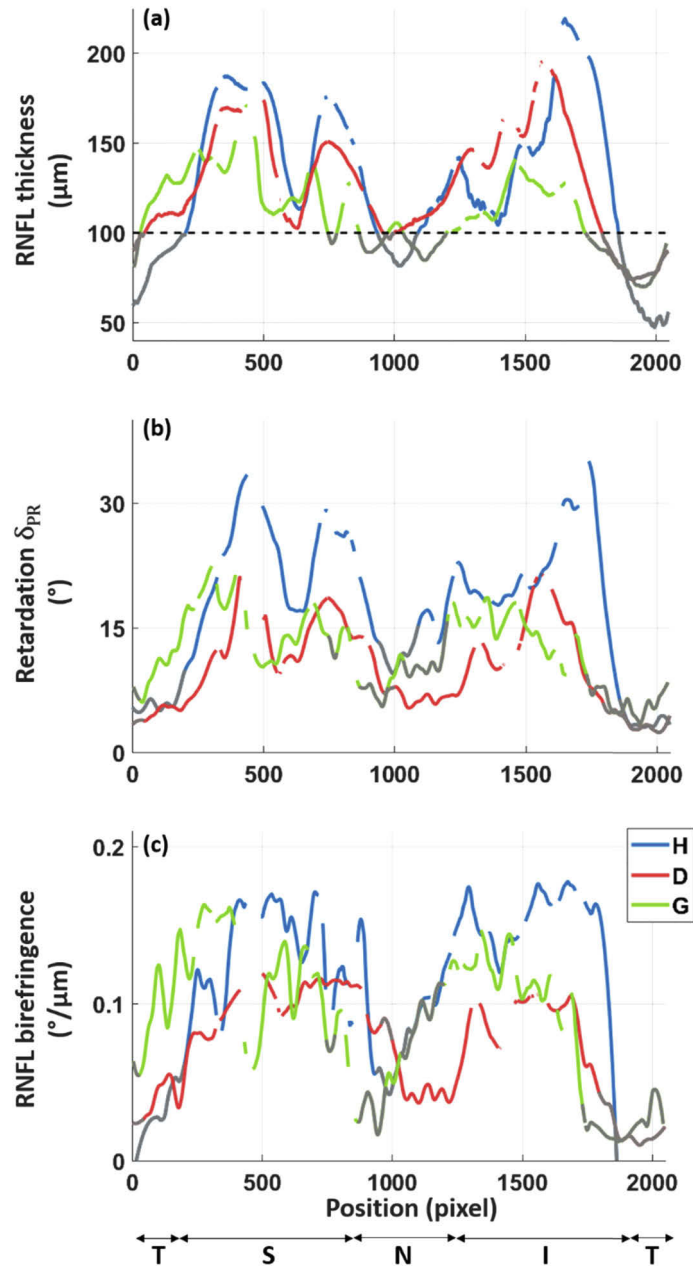 (a)
RNFL thickness
(µm)
200
150
100
50
0
500
1000
1500
2000
(b)
Retardation δPR
(°)
30
15
0
0
500
1000
1500
2000
(c)
RNFL birefringence
(°/µm)
0.2
0.1
0
H
D
G
0
500
1000
1500
2000
Position (pixel)
T
S
N
I
T